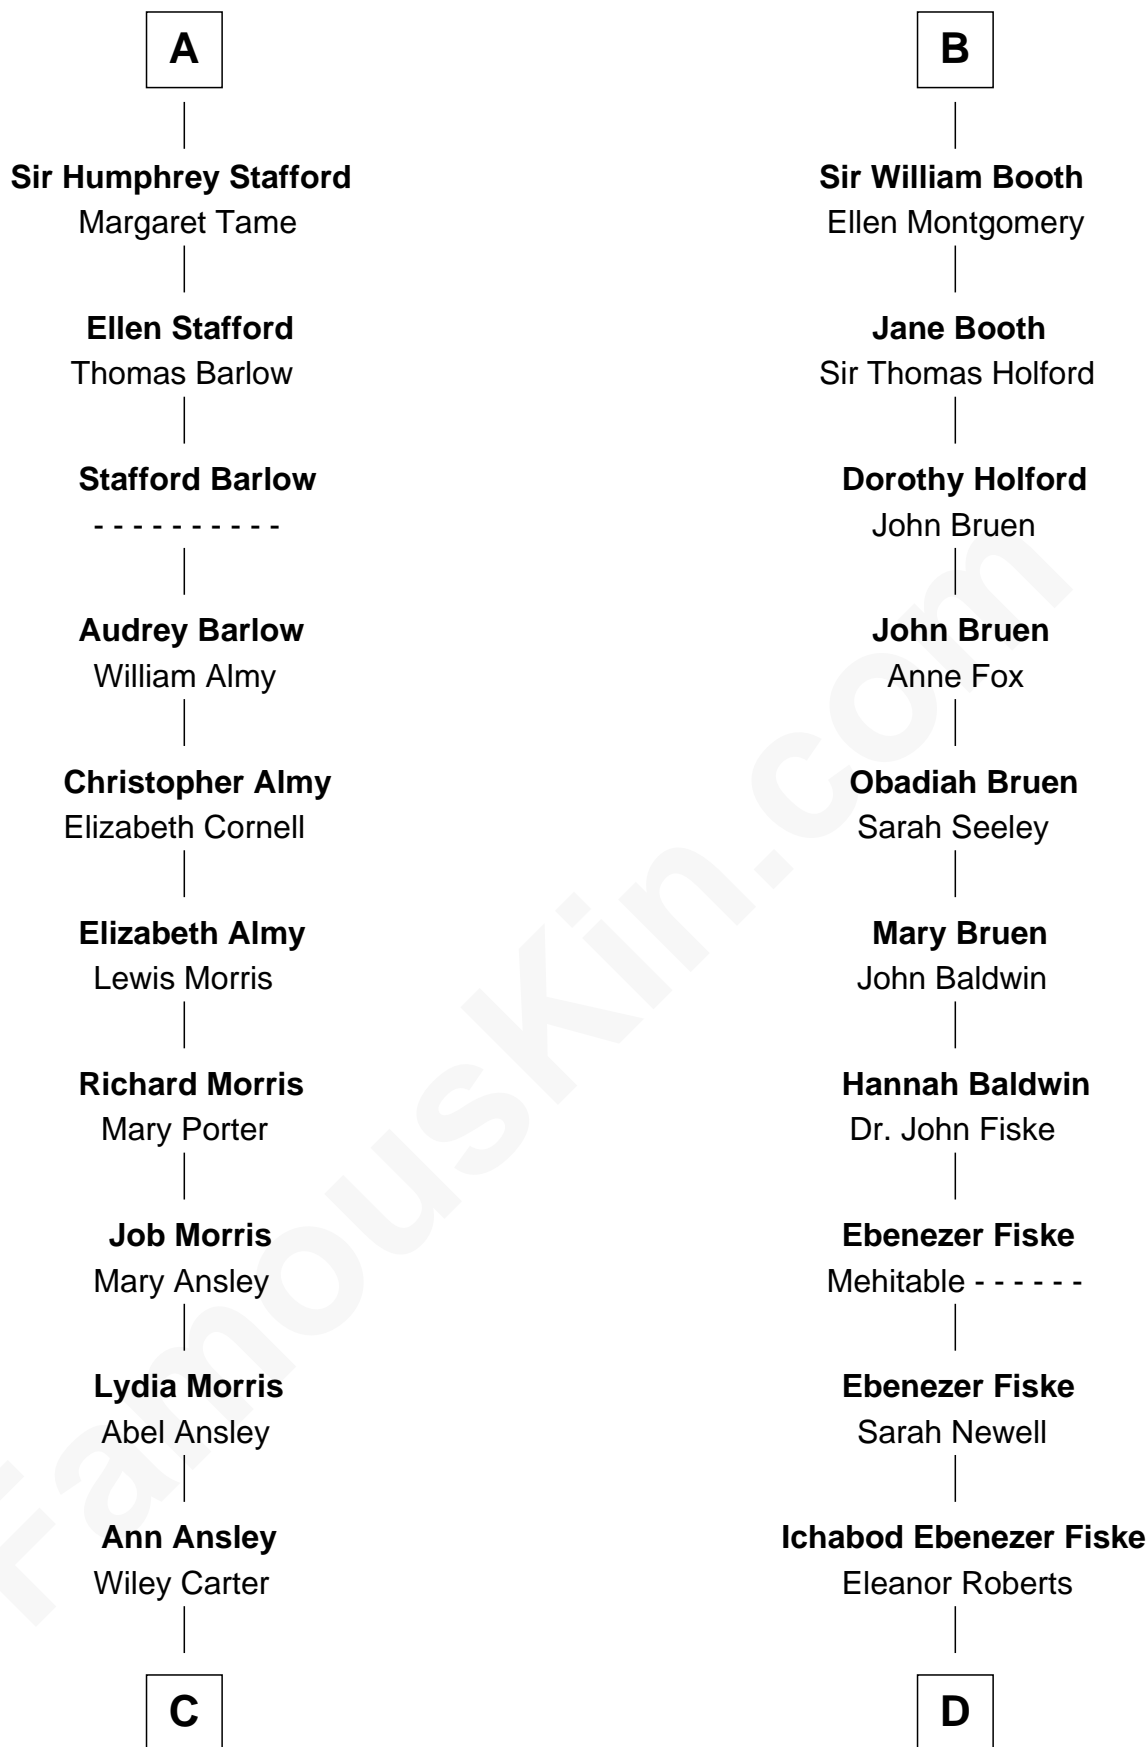 A
Sir Humphrey Stafford
Margaret Tame
Ellen Stafford
Thomas Barlow
Stafford Barlow
- - - - - - - - - -
Audrey Barlow
William Almy
Christopher Almy
Elizabeth Cornell
Elizabeth Almy
Lewis Morris
Richard Morris
Mary Porter
Job Morris
Mary Ansley
Lydia Morris
Abel Ansley
Ann Ansley
Wiley Carter
C
B
Sir William Booth
Ellen Montgomery
Jane Booth
Sir Thomas Holford
Dorothy Holford
John Bruen
John Bruen
Anne Fox
Obadiah Bruen
Sarah Seeley
Mary Bruen
John Baldwin
Hannah Baldwin
Dr. John Fiske
Ebenezer Fiske
Mehitable - - - - - -
Ebenezer Fiske
Sarah Newell
Ichabod Ebenezer Fiske
Eleanor Roberts
D
FamousKin.com